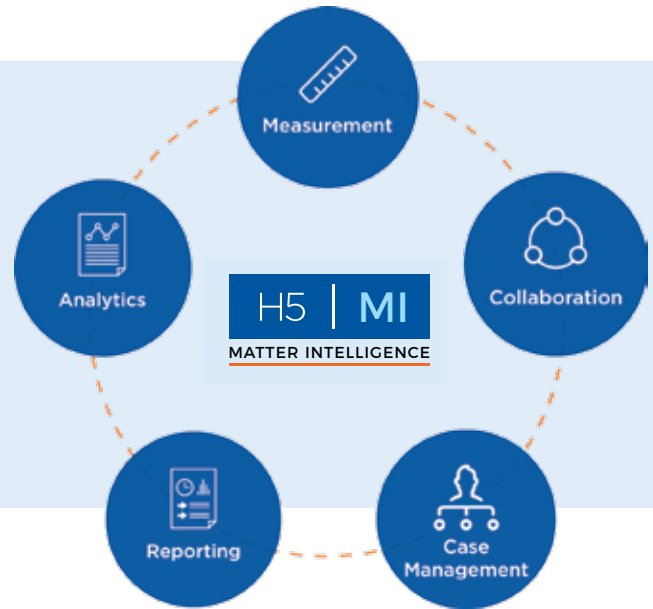 Measurement
Analytics
Collaboration
H5 | MI
MATTER INTELLIGENCE
Reporting
Case
Management